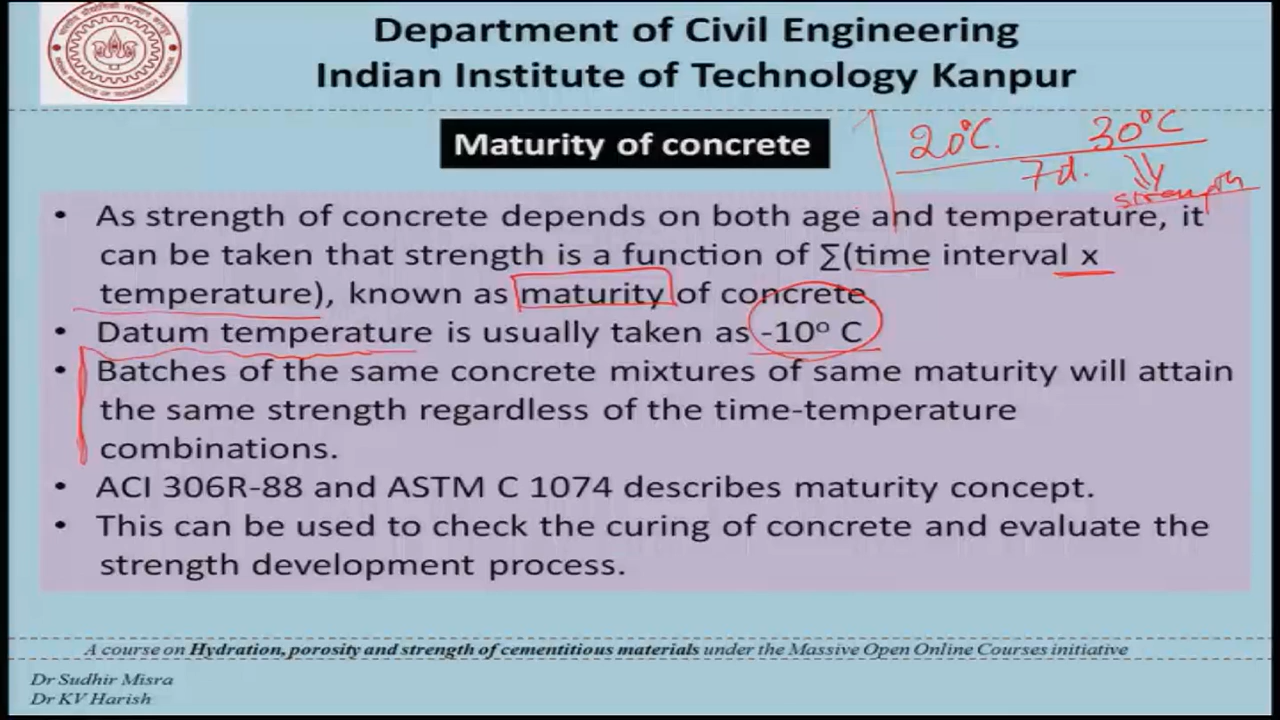 Department of Civil Engineering
Indian Institute of Technology Kanpur
Maturity of concrete
20°C. 30°C
7d.
strength
• As strength of concrete depends on both age and temperature, it
can be taken that strength is a function of ∑(time interval x
temperature), known as maturity of concrete.
• Datum temperature is usually taken as -10° C
• Batches of the same concrete mixtures of same maturity will attain
the same strength regardless of the time-temperature
combinations.
• ACI 306R-88 and ASTM C 1074 describes maturity concept.
• This can be used to check the curing of concrete and evaluate the
strength development process.
A course on Hydration, porosity and strength of cementitious materials under the Massive Open Online Courses initiative
Dr Sudhir Misra
Dr KV Harish